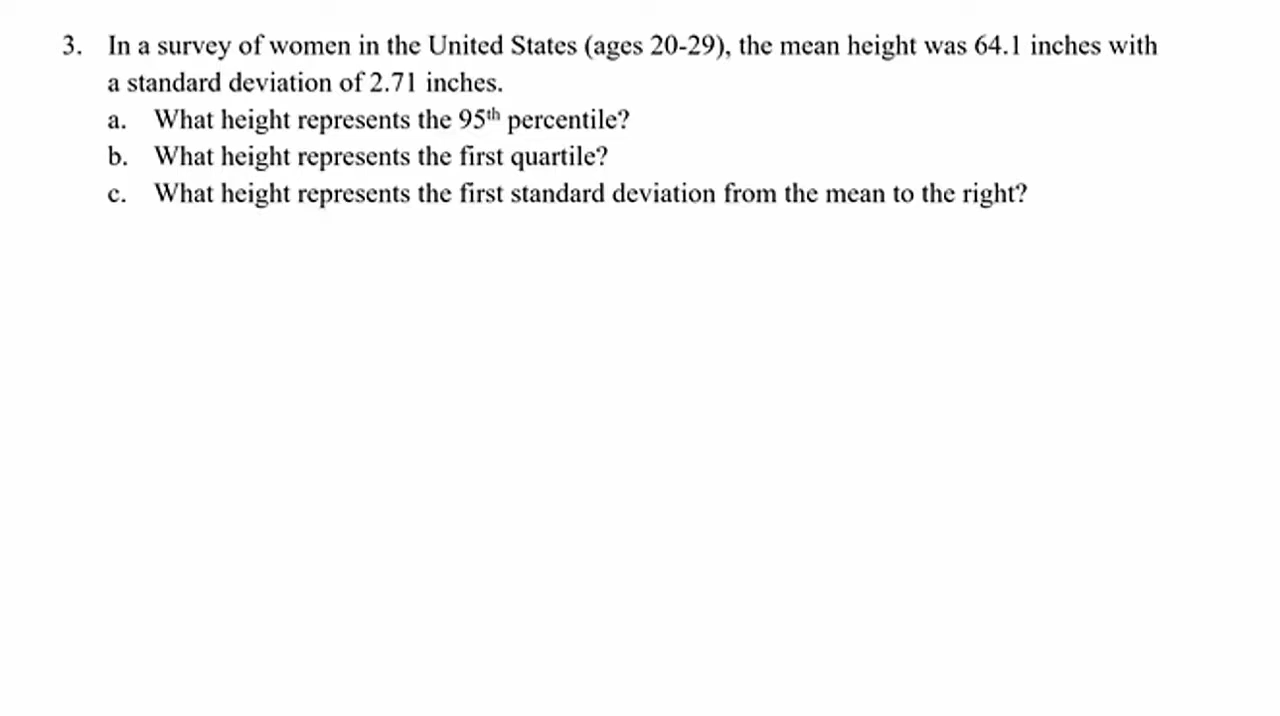 3. In a survey of women in the United States (ages 20-29), the mean height was 64.1 inches with
a standard deviation of 2.71 inches.
a. What height represents the 95th percentile?
b. What height represents the first quartile?
c. What height represents the first standard deviation from the mean to the right?